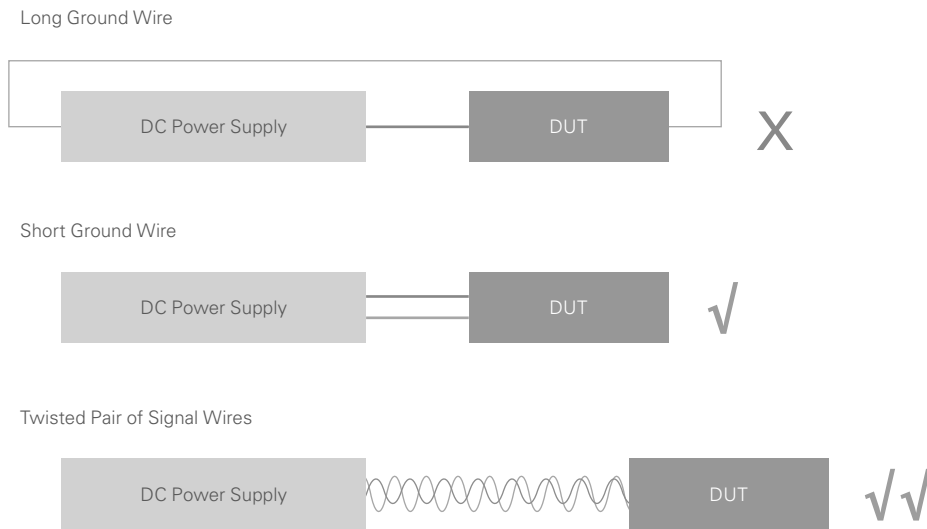 Long Ground Wire
DC Power Supply
DUT
X
Short Ground Wire
DC Power Supply
DUT
√
Twisted Pair of Signal Wires
DC Power Supply
DUT
√√